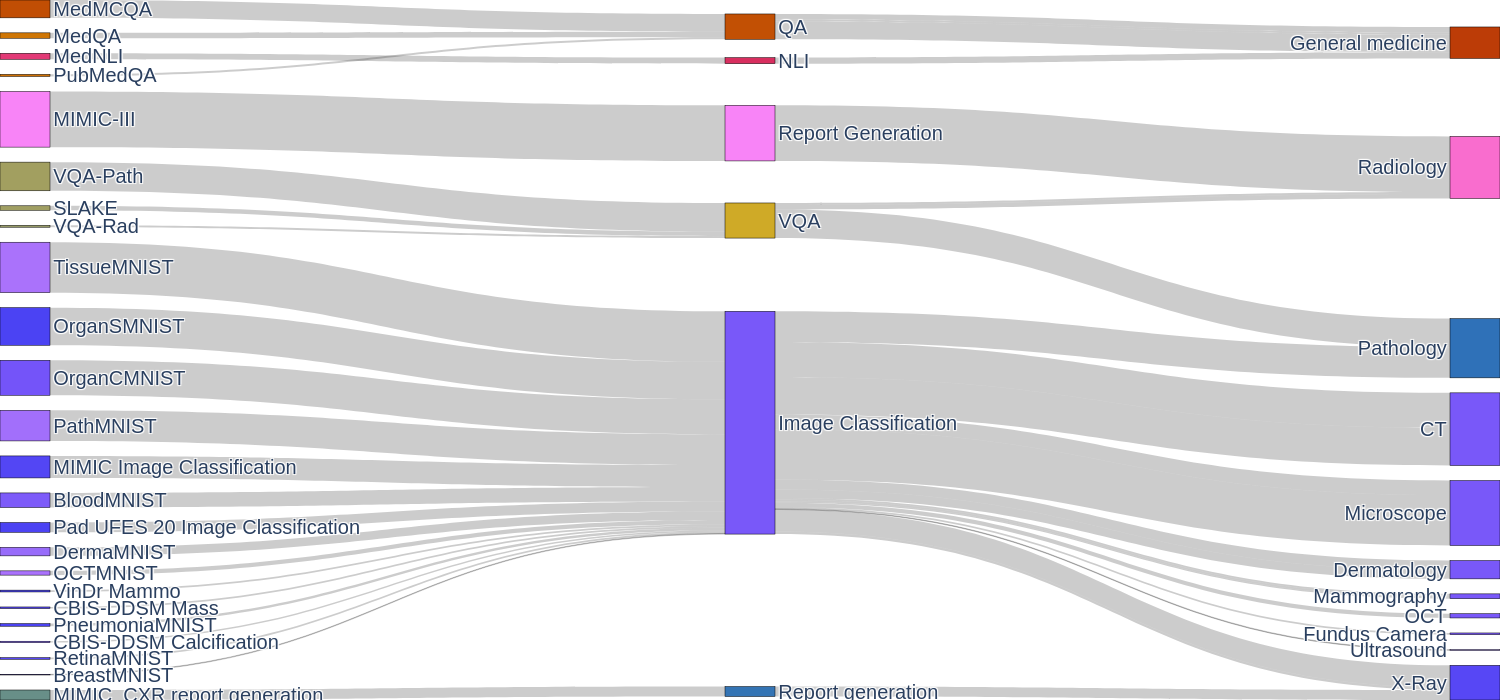 MedMCQA
MedQA
MedNLI
PubMedQA
MIMIC-III
VQA-Path
SLAKE
VQA-Rad
TissueMNIST
OrganSMNIST
OrganCMNIST
PathMNIST
MIMIC Image Classification
BloodMNIST
Pad UFES 20 Image Classification
DermaMNIST
OCTMNIST
VinDr Mammo
CBIS-DDSM Mass
PneumoniaMNIST
CBIS-DDSM Calcification
RetinaMNIST
BreastMNIST
MIMIC_CXR report generation
QA
NLI
Report Generation
VQA
Image Classification
Report generation
General medicine
Radiology
Pathology
CT
Microscope
Dermatology
Mammography
OCT
Fundus Camera
Ultrasound
X-Ray